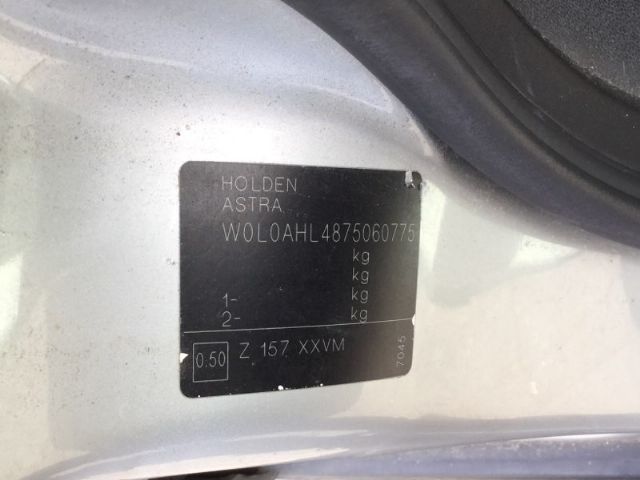 HOLDEN
ASTRA
W0L0AHL4875060775
kg
kg
1- kg
2- kg
0.50 Z 157 XXVM 7045